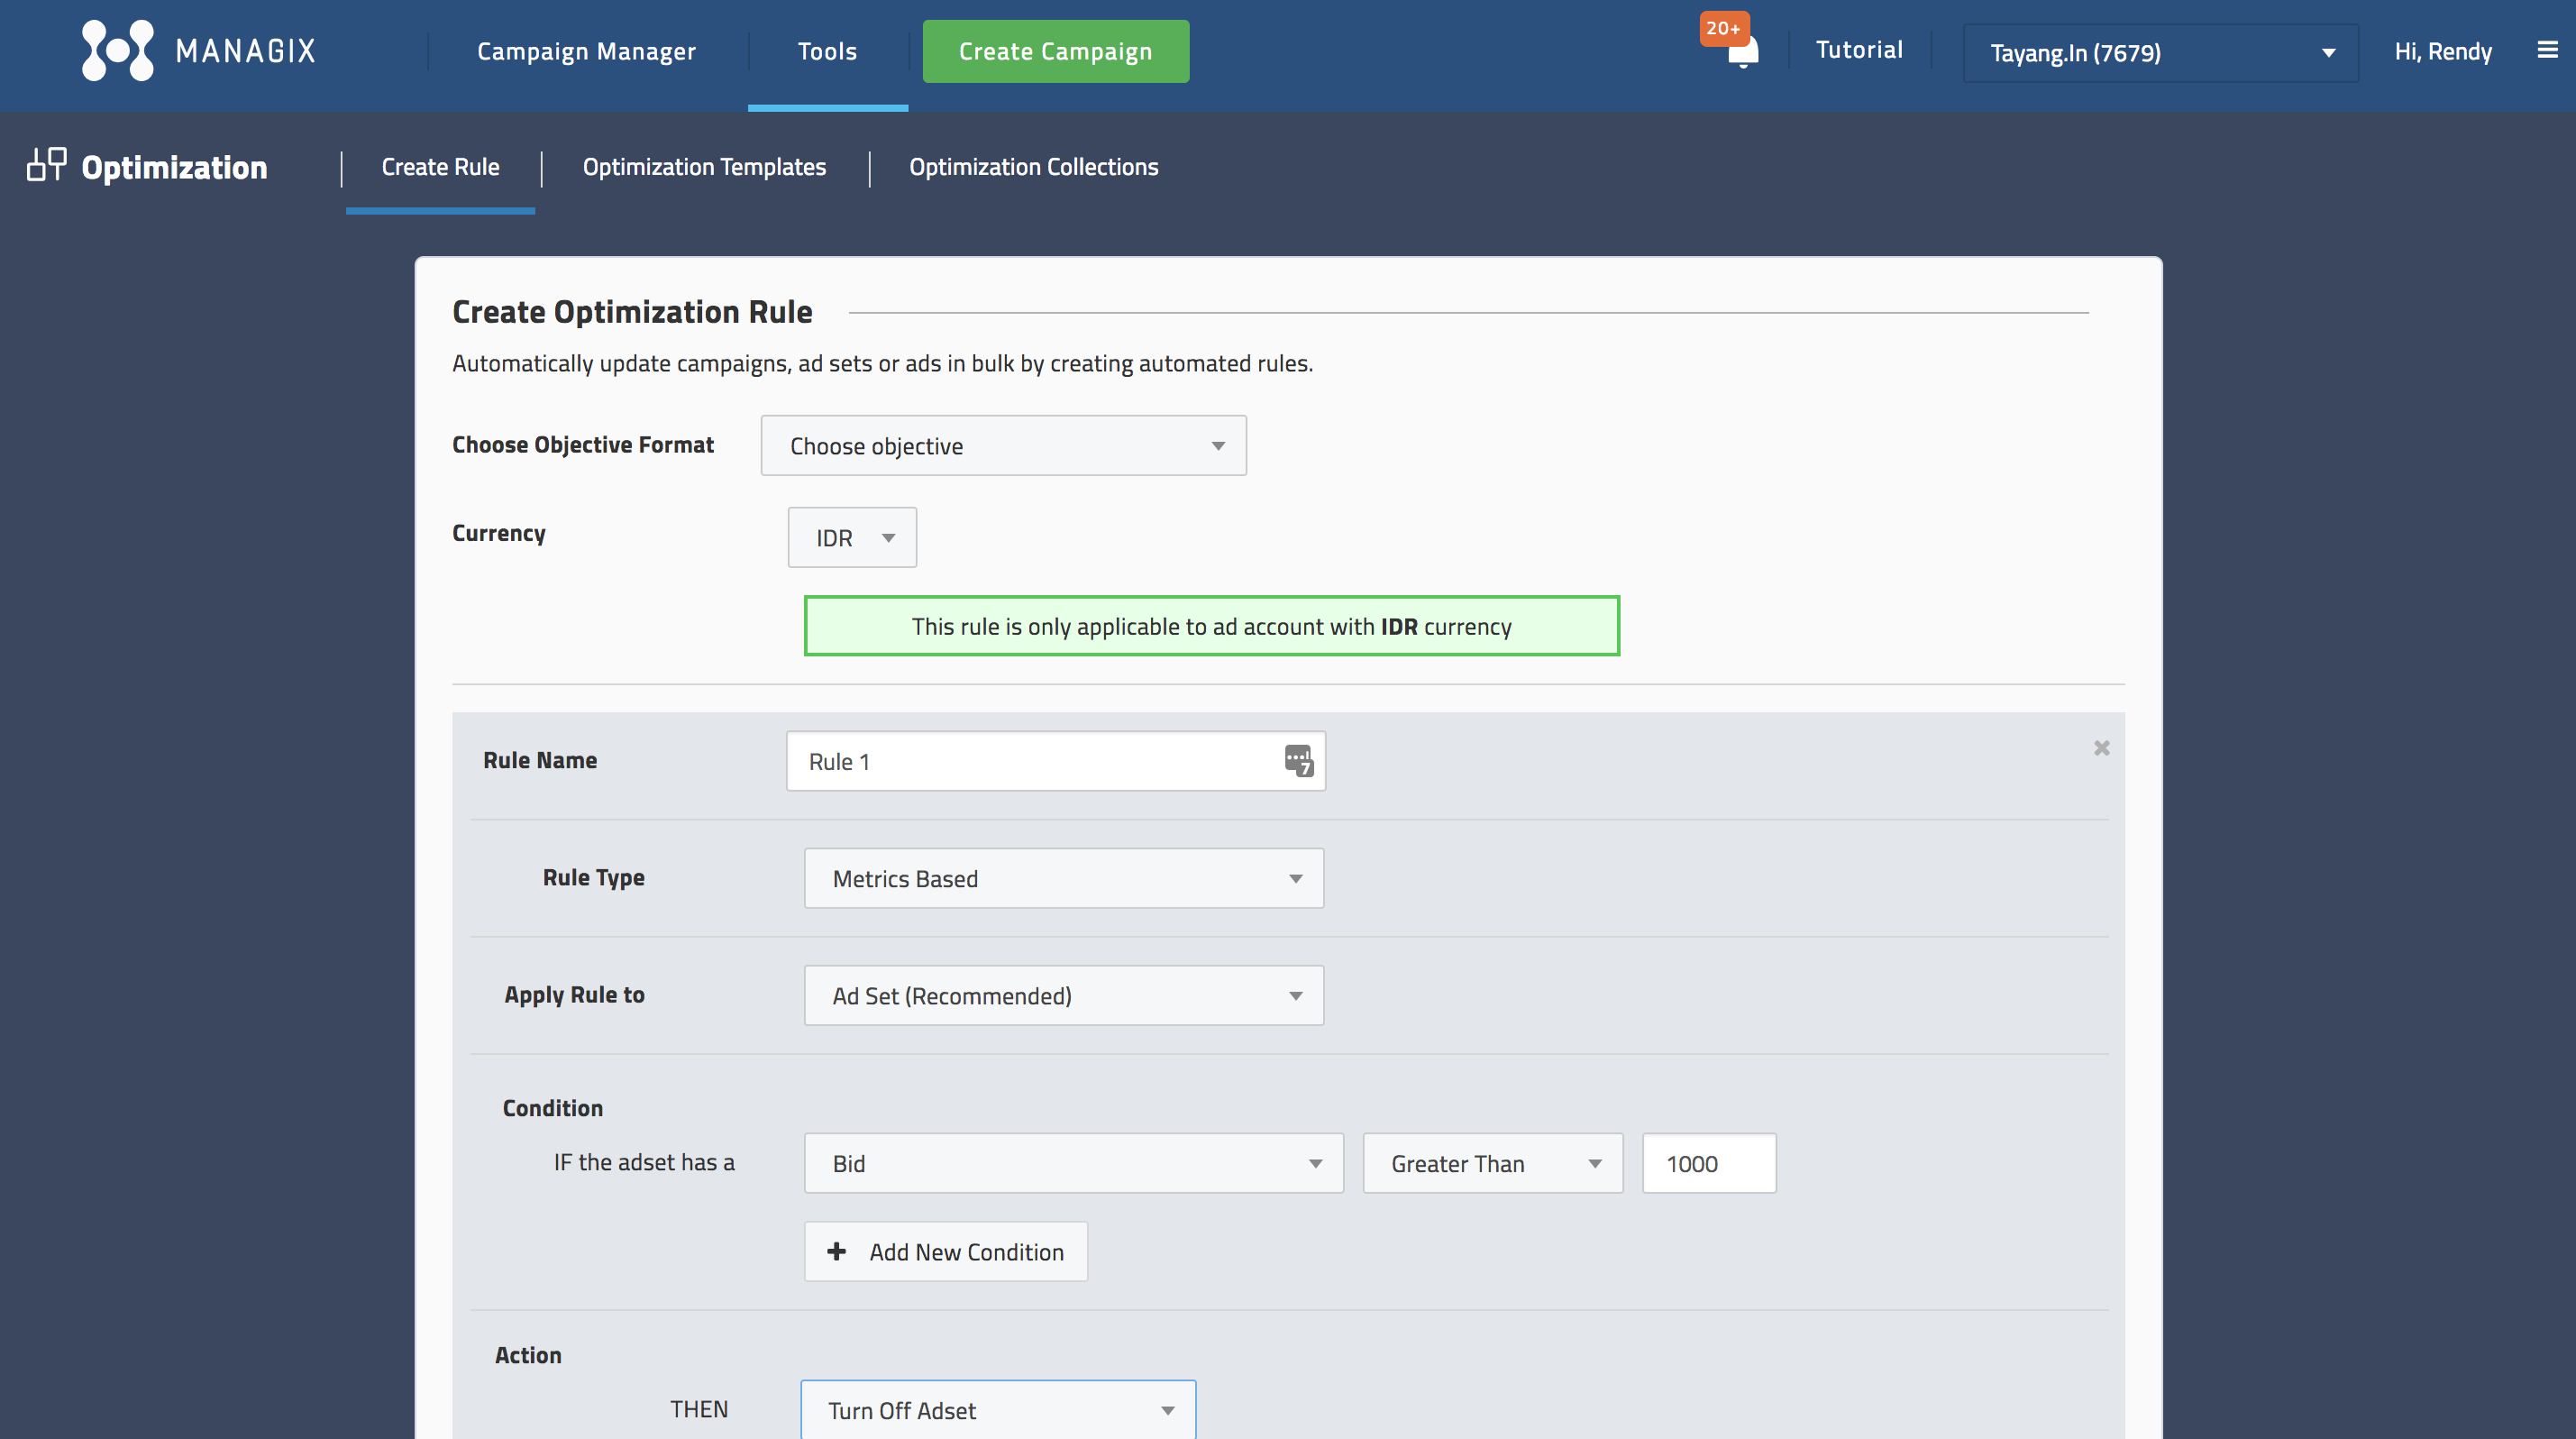 MANAGIX
Campaign Manager
Tools
Create Campaign
20+
Tutorial
Tayang.In (7679)
Hi, Rendy
Optimization
Create Rule
Optimization Templates
Optimization Collections
Create Optimization Rule
Automatically update campaigns, ad sets or ads in bulk by creating automated rules.
Choose Objective Format
Choose objective
Currency
IDR
This rule is only applicable to ad account with IDR currency
Rule Name
Rule 1
7
Rule Type
Metrics Based
Apply Rule to
Ad Set (Recommended)
Condition
IF the adset has a
Bid
Greater Than
1000
Add New Condition
Action
THEN
Turn Off Adset